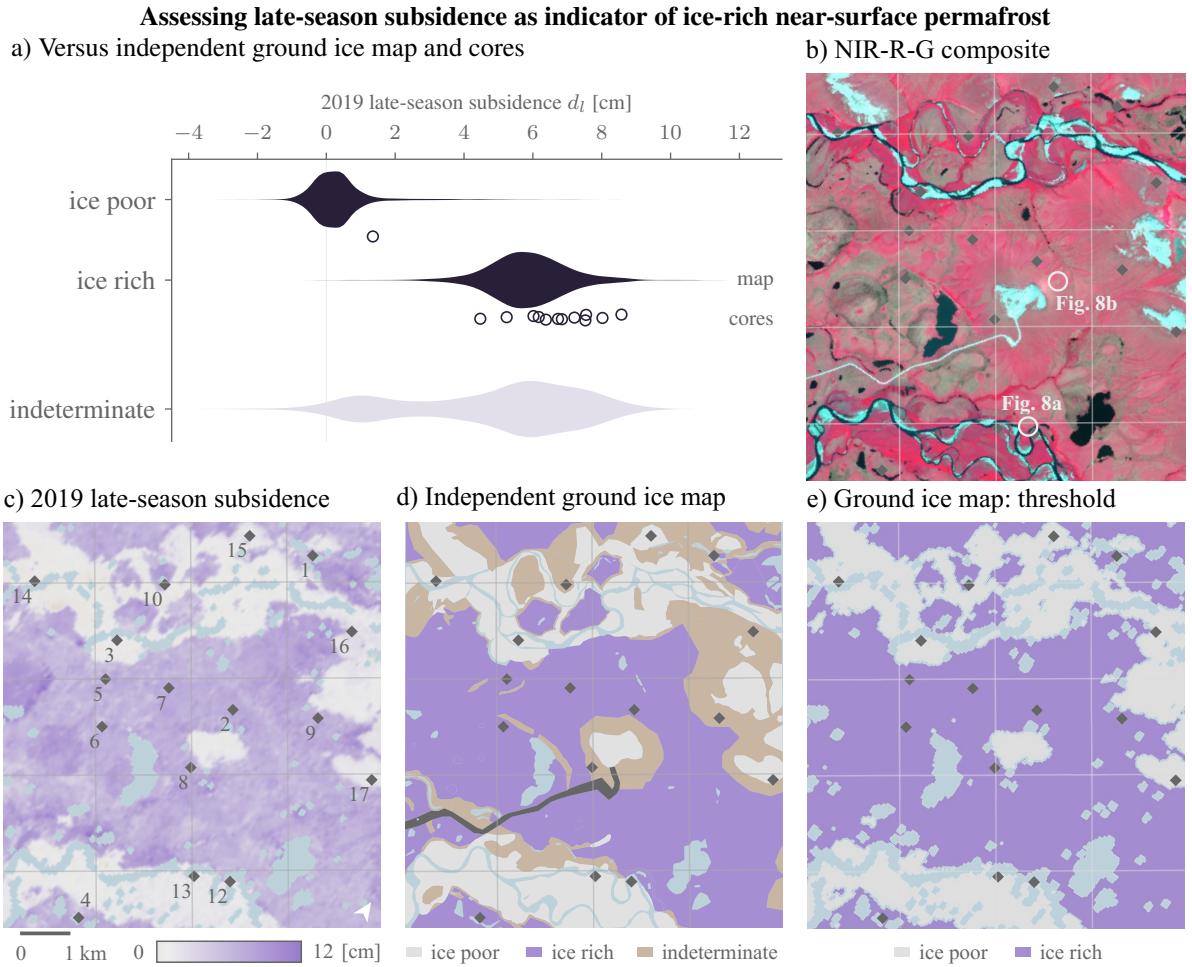 Assessing late-season subsidence as indicator of ice-rich near-surface permafrost
a) Versus independent ground ice map and cores
2019 late-season subsidence d_l [cm]
−4 −2 0 2 4 6 8 10 12
ice poor
ice rich
map
cores
indeterminate
b) NIR-R-G composite
Fig. 8b
Fig. 8a
c) 2019 late-season subsidence
15
1
14
10
16
3
5
7
2
6
9
8
17
13
12
4
0 1 km
0 12 [cm]
d) Independent ground ice map
ice poor ice rich indeterminate
e) Ground ice map: threshold
ice poor ice rich